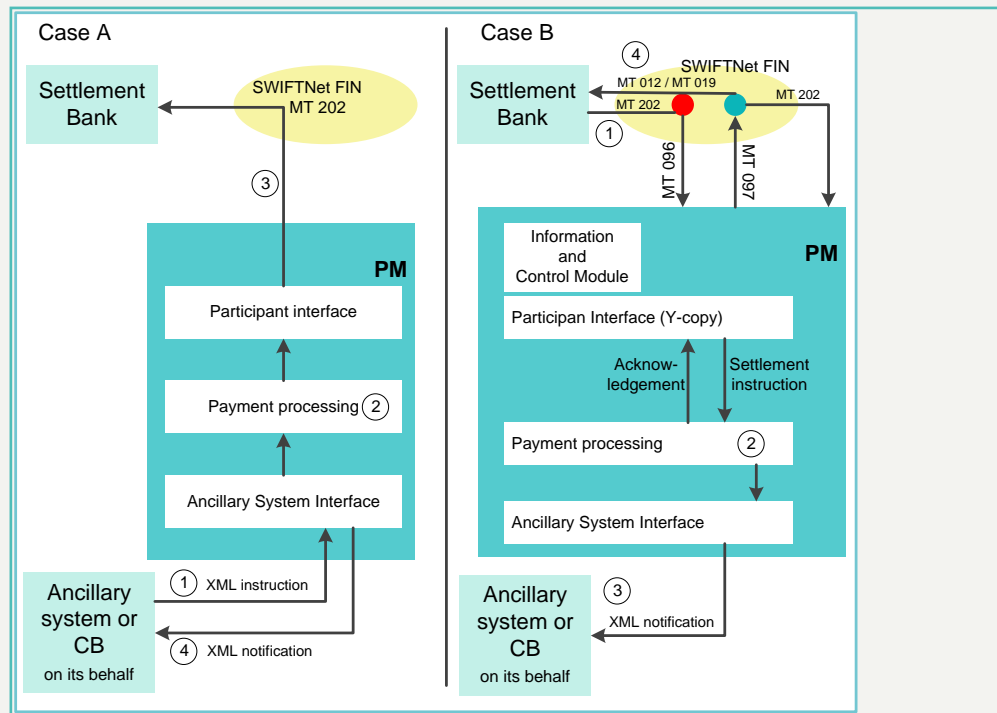 Case A
Settlement
Bank
SWIFTNet FIN
MT 202
3
PM
Participant interface
Payment processing 2
Ancillary System Interface
1 XML instruction
4 XML notification
Ancillary
system or
CB
on its behalf
Case B
4
SWIFTNet FIN
Settlement
Bank
MT 012 / MT 019
MT 202
MT 202
1
MT 096
MT 097
Information
and
Control Module
PM
Participan Interface (Y-copy)
Acknow-
ledgement
Settlement
instruction
Payment processing 2
Ancillary System Interface
3
XML notification
Ancillary
system or
CB
on its behalf